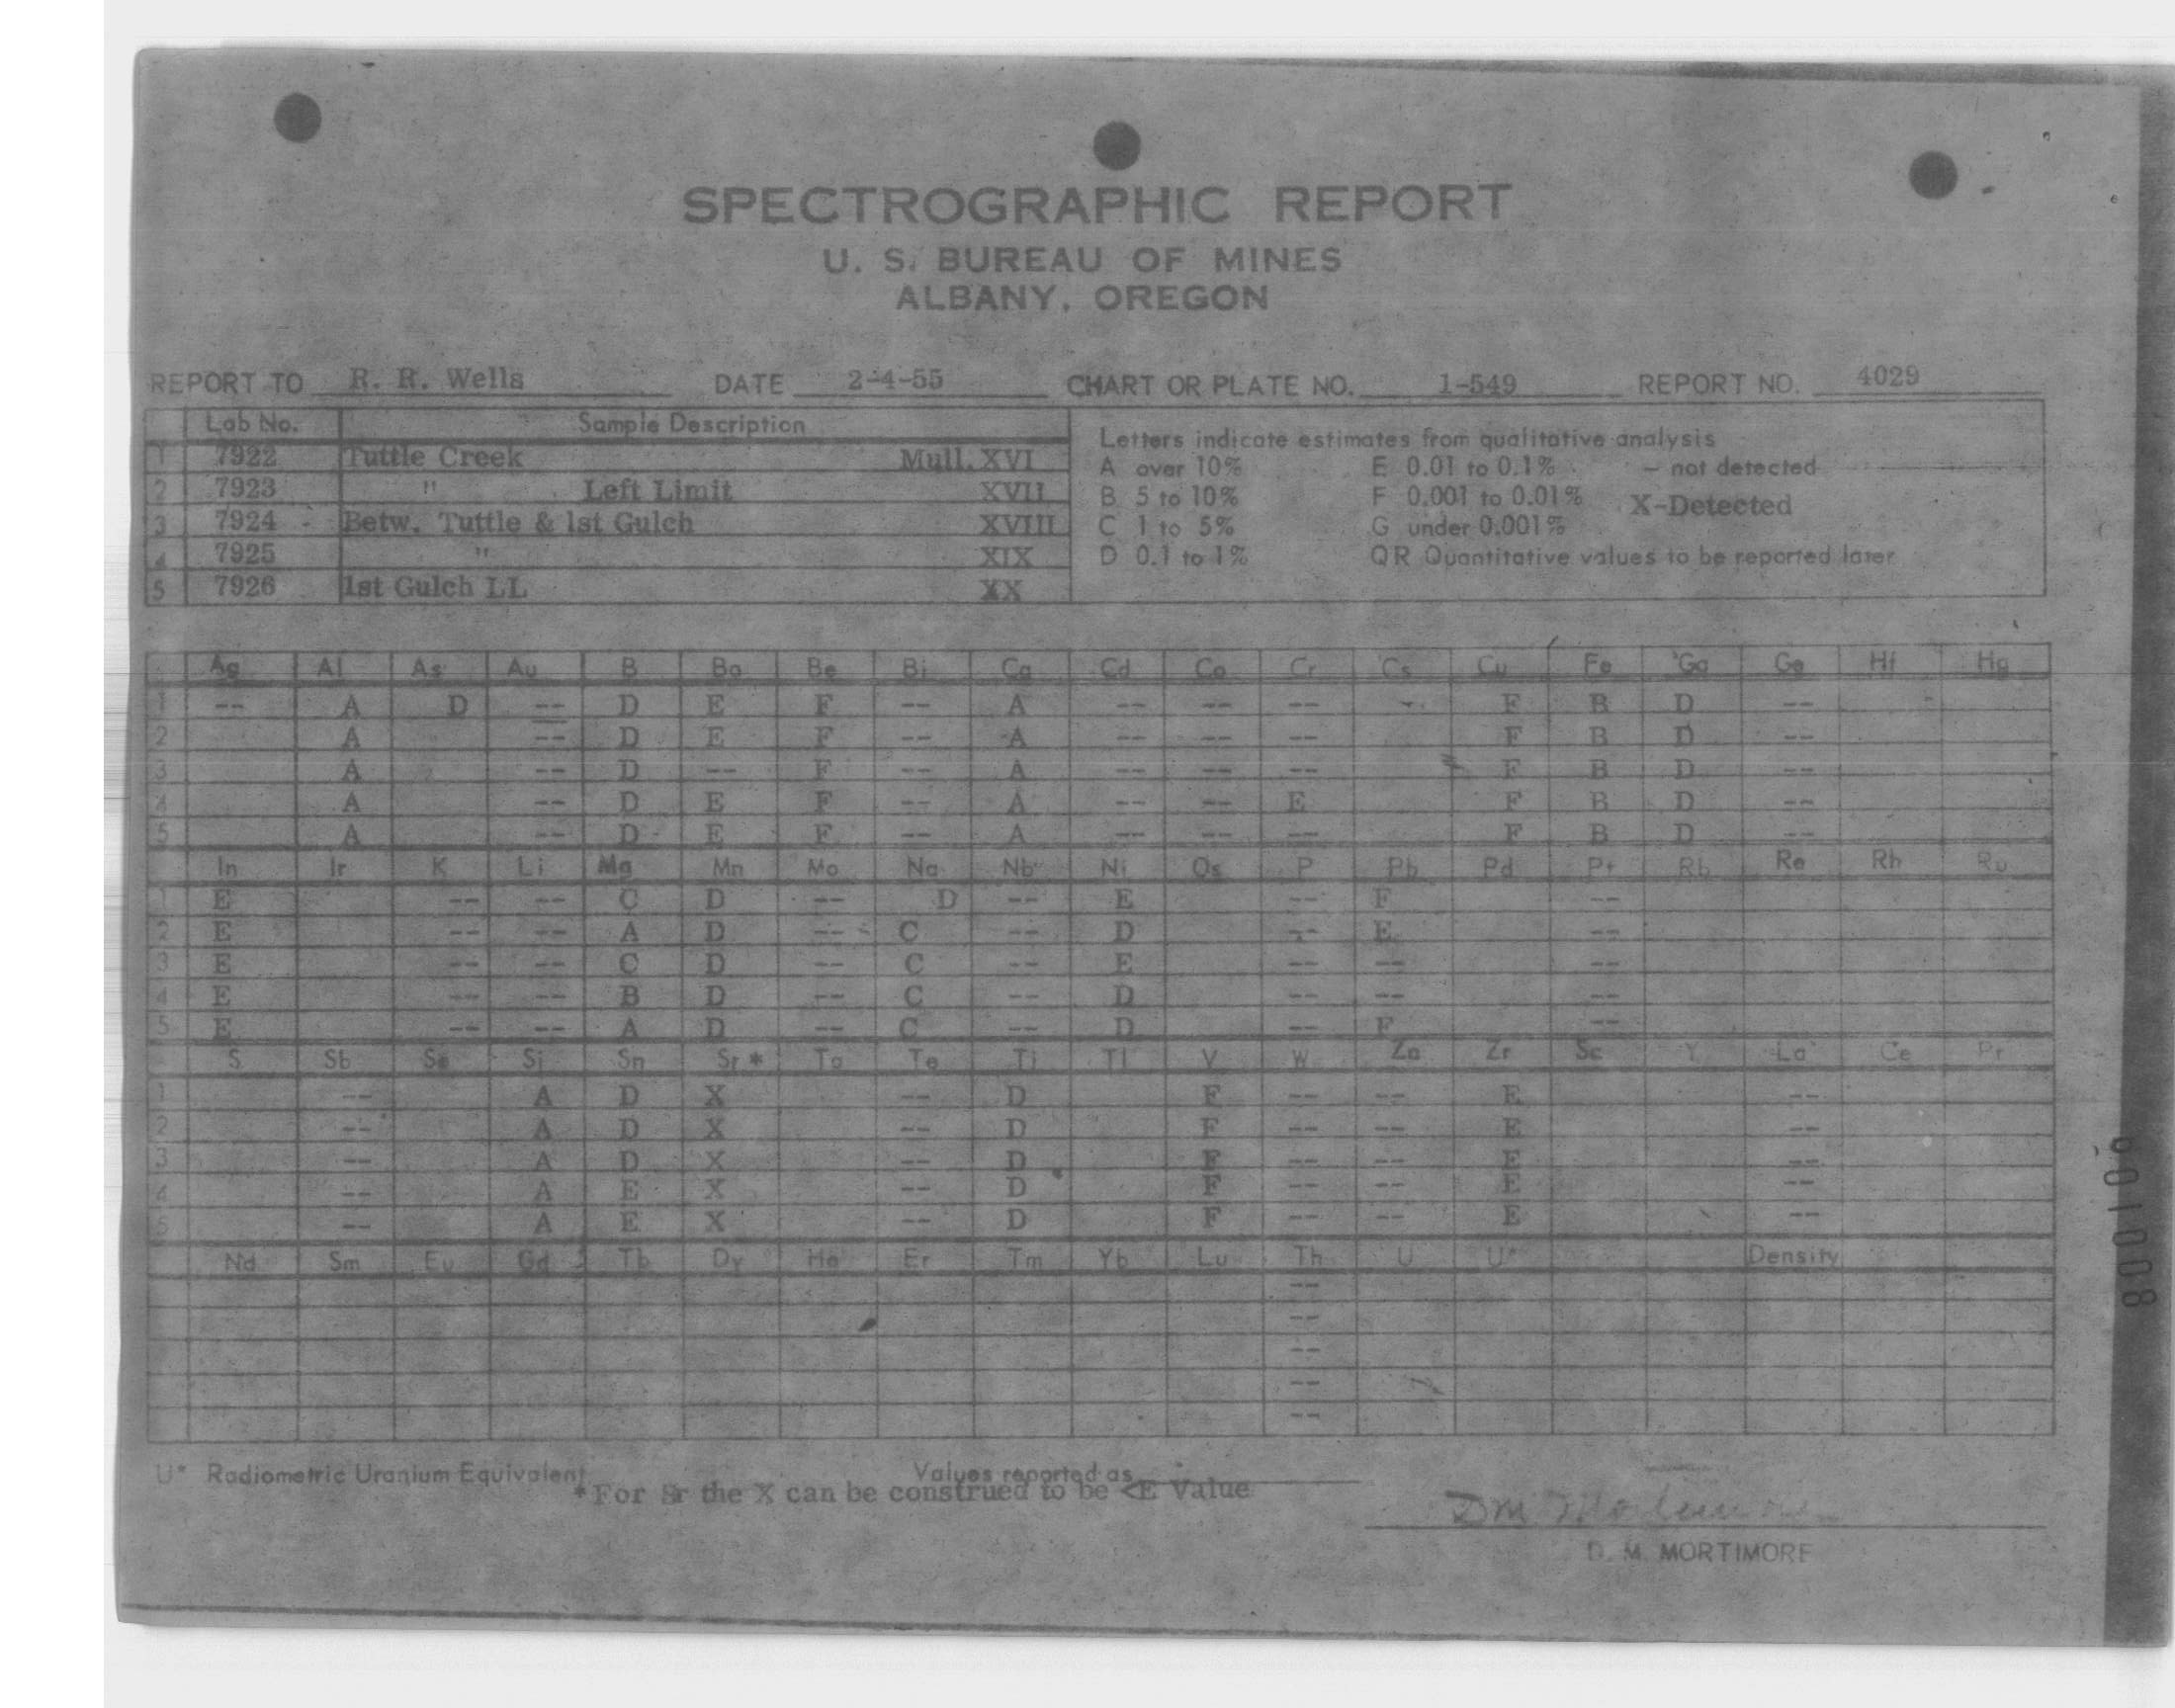 SPECTROGRAPHIC REPORT
U. S. BUREAU OF MINES
ALBANY, OREGON
REPORT TO R. R. Wells DATE 2-4-55 CHART OR PLATE NO. 1-549 REPORT NO. 4029
Lab No. Sample Description
1 7922 Tuttle Creek Mull. XVI
2 7923 " Left Limit XVII
3 7924 - Betw. Tuttle & 1st Gulch XVIII
4 7925 " XIX
5 7926 1st Gulch LL XX
Letters indicate estimates from qualitative analysis
A over 10% E 0.01 to 0.1% - not detected
B 5 to 10% F 0.001 to 0.01% X-Detected
C 1 to 5% G under 0.001%
D 0.1 to 1% QR Quantitative values to be reported later
Ag Al As Au B Ba Be Bi Ca Cd Co Cr Cs Cu Fe Ga Ge Hf Hg
1 -- A D -- D E F -- A -- -- -- - F B D --
2 A -- D E F -- A -- -- -- F B D --
3 A -- D -- F -- A -- -- -- F B D --
4 A -- D E F -- A -- -- E F B D --
5 A -- D E F -- A -- -- -- F B D --
In Ir K Li Mg Mn Mo Na Nb Ni Os P Pb Pd Pt Rb Re Rh Ru
1 E -- -- C D -- D -- E -- F --
2 E -- -- A D -- C -- D -- E --
3 E -- -- C D -- C -- E -- -- --
4 E -- -- B D -- C -- D -- -- --
5 E -- -- A D -- C -- D -- F --
S Sb Se Si Sn Sr * Ta Te Ti Tl V W Zn Zr Sc Y La Ce Pr
1 -- A D X -- D F -- -- E --
2 -- A D X -- D F -- -- E --
3 -- A D X -- D F -- -- E --
4 -- A E X -- D F -- -- E --
5 -- A E X -- D F -- -- E --
Nd Sm Eu Gd Tb Dy Ho Er Tm Yb Lu Th U U* Density
--
--
--
--
--
U* Radiometric Uranium Equivalent Values reported as
*For Sr the X can be construed to be <E Value
D. M. MORTIMORE